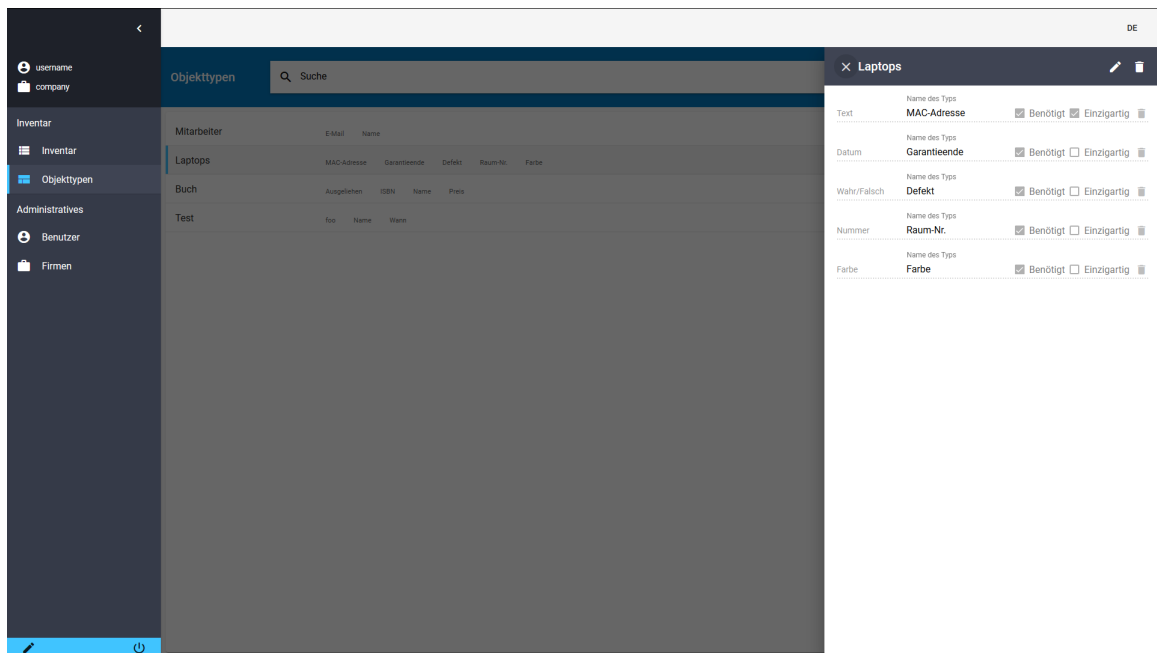 DE
username
company
Inventar
Inventar
Objekttypen
Administratives
Benutzer
Firmen
Objekttypen
Suche
Mitarbeiter E-Mail Name
Laptops MAC-Adresse Garantieende Defekt Raum-Nr. Farbe
Buch Ausgeliehen ISBN Name Preis
Test foo Name Wann
Laptops
Name des Typs
Text MAC-Adresse Benötigt Einzigartig
Name des Typs
Datum Garantieende Benötigt Einzigartig
Name des Typs
Wahr/Falsch Defekt Benötigt Einzigartig
Name des Typs
Nummer Raum-Nr. Benötigt Einzigartig
Name des Typs
Farbe Farbe Benötigt Einzigartig